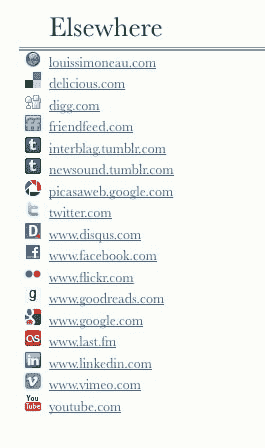 Elsewhere
louissimoneau.com
delicious.com
digg.com
friendfeed.com
interblag.tumblr.com
newsound.tumblr.com
picasaweb.google.com
twitter.com
www.disqus.com
www.facebook.com
www.flickr.com
www.goodreads.com
www.google.com
www.last.fm
www.linkedin.com
www.vimeo.com
youtube.com